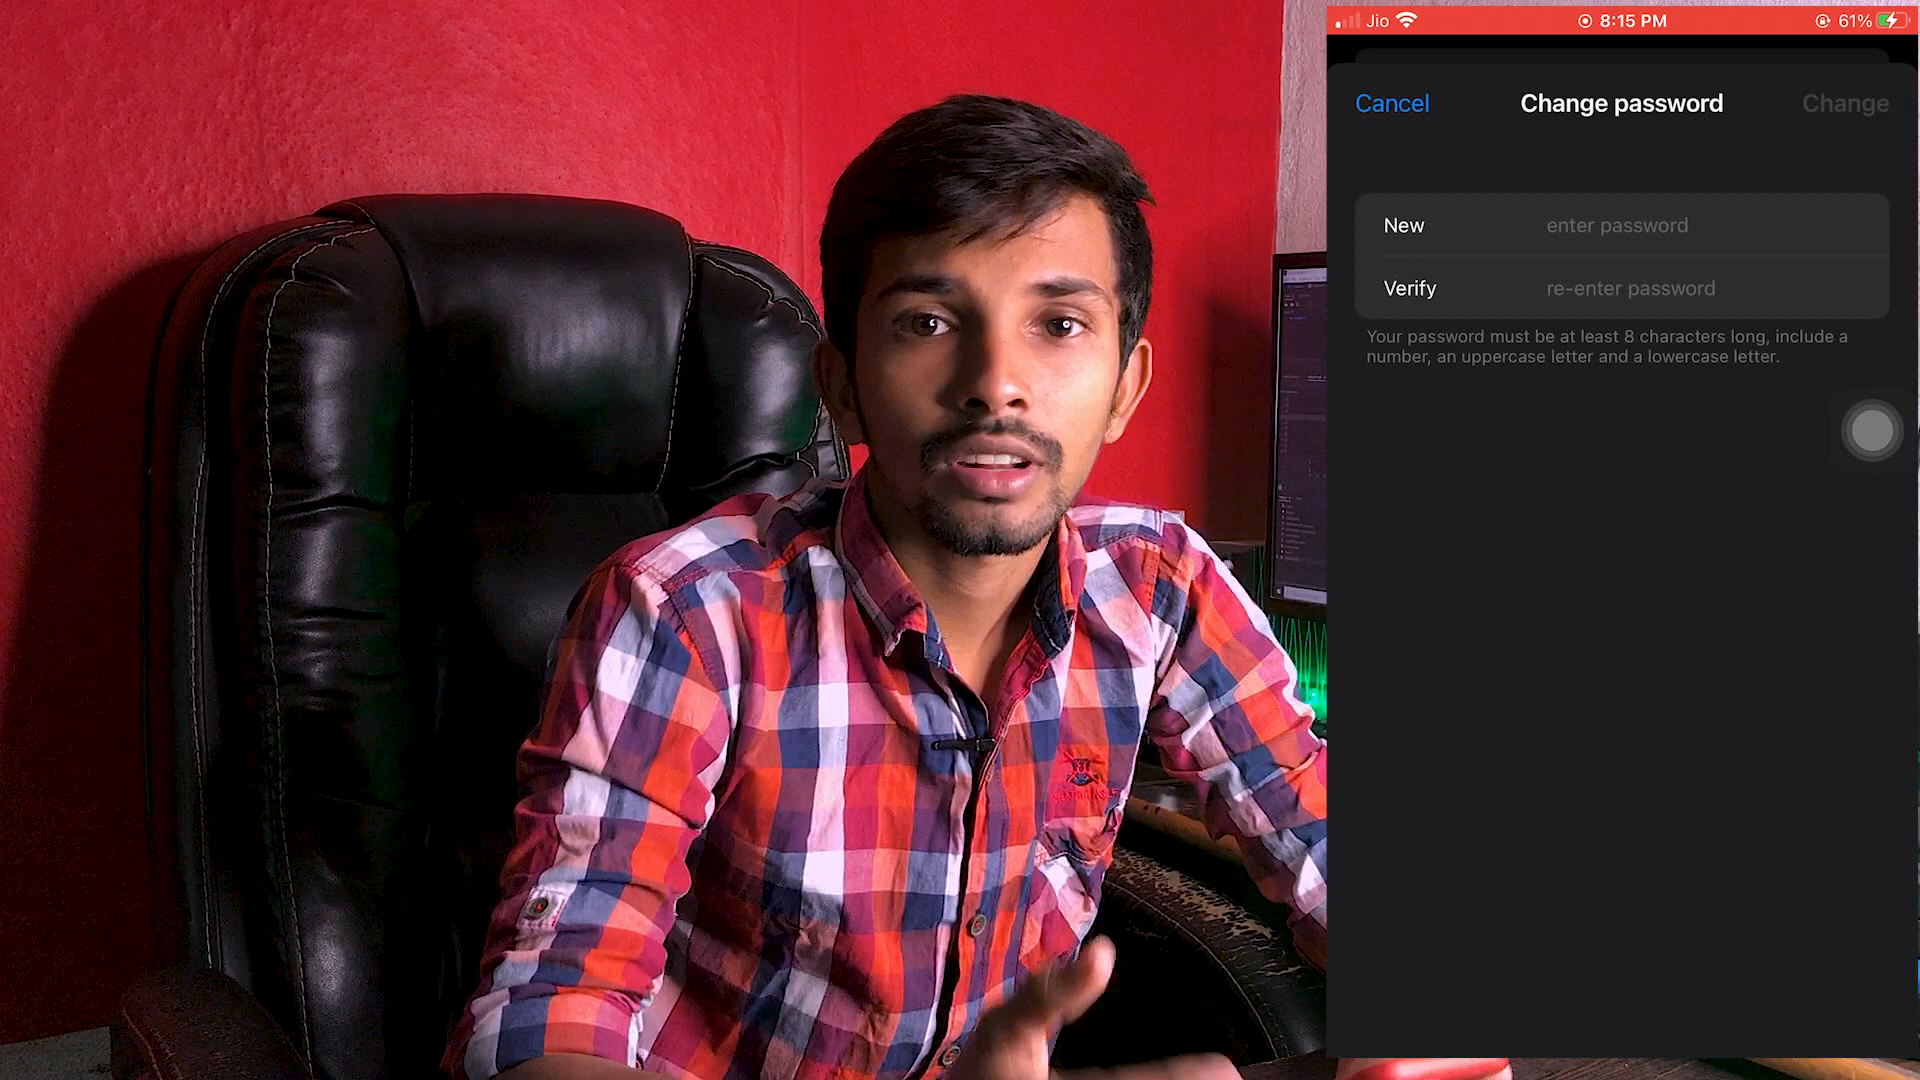 Jio 8:15 PM 61%
Cancel Change password Change
New enter password
Verify re-enter password
Your password must be at least 8 characters long, include a
number, an uppercase letter and a lowercase letter.